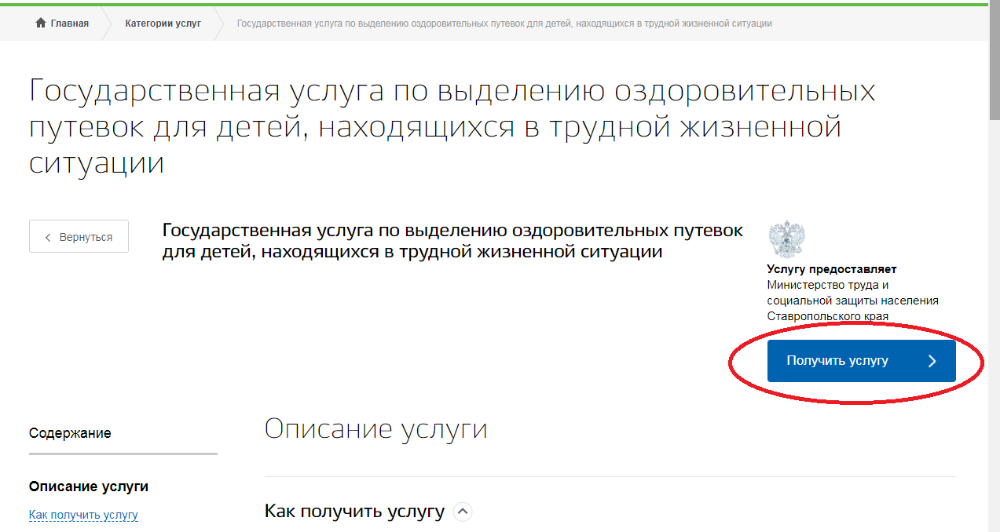 Главная
Категории услуг
Государственная услуга по выделению оздоровительных путевок для детей, находящихся в трудной жизненной ситуации
Государственная услуга по выделению оздоровительных
путевок для детей, находящихся в трудной жизненной
ситуации
Вернуться
Государственная услуга по выделению оздоровительных путевок
для детей, находящихся в трудной жизненной ситуации
Услугу предоставляет
Министерство труда и
социальной защиты населения
Ставропольского края
Получить услугу
Содержание
Описание услуги
Описание услуги
Как получить услугу
Как получить услугу